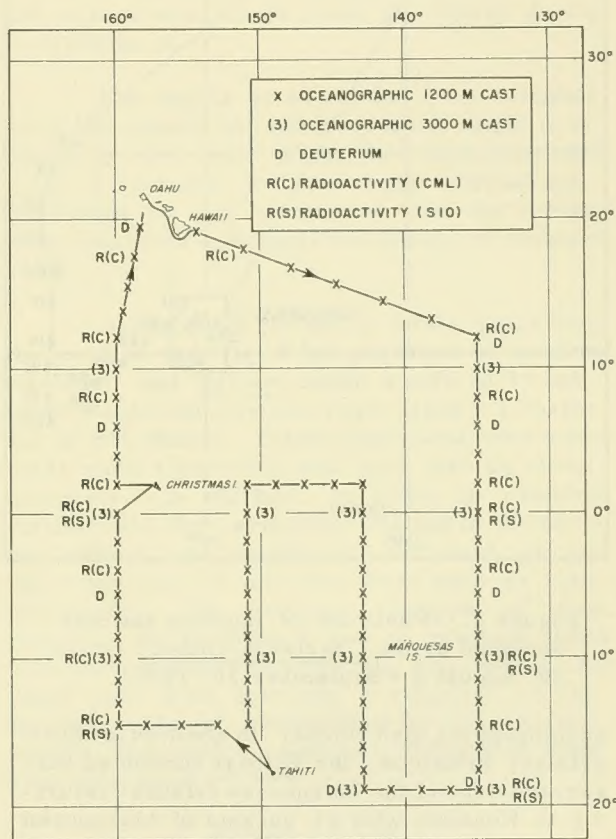 160° 150° 140° 130°
30°
X OCEANOGRAPHIC 1200 M CAST
(3) OCEANOGRAPHIC 3000 M CAST
D DEUTERIUM
R(C) RADIOACTIVITY (CML)
R(S) RADIOACTIVITY (SIO)
OAHU
D HAWAII 20°
R(C) R(C)
R(C) R(C)
D
(3) (3) 10°
R(C) R(C)
D D
R(C) CHRISTMAS I. R(C)
R(C) R(C)
R(S) (3) (3) (3) (3) R(S) 0°
R(C) R(C)
D D
MARQUESAS
R(C)(3) (3) (3) IS (3) R(C) 10°
R(S)
R(C) R(C)
R(S)
TAHITI
D
D(3) (3) R(C)
R(S) 20°